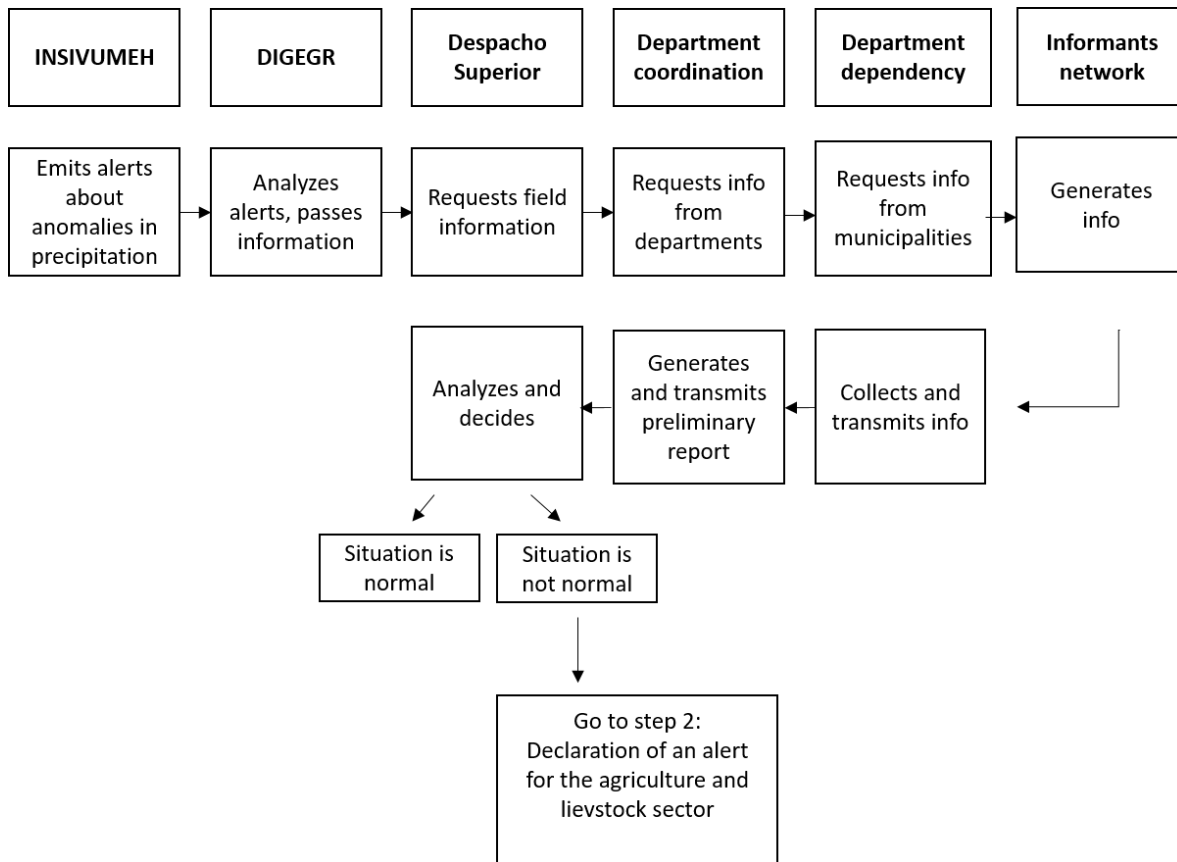 INSIVUMEH
DIGEGR
Despacho
Superior
Department
coordination
Department
dependency
Informants
network
Emits alerts
about
anomalies in
precipitation
Analyzes
alerts, passes
information
Requests field
information
Requests info
from
departments
Requests info
from
municipalities
Generates
info
Analyzes and
decides
Generates
and transmits
preliminary
report
Collects and
transmits info
Situation is
normal
Situation is
not normal
Go to step 2:
Declaration of an alert
for the agriculture and
lievstock sector